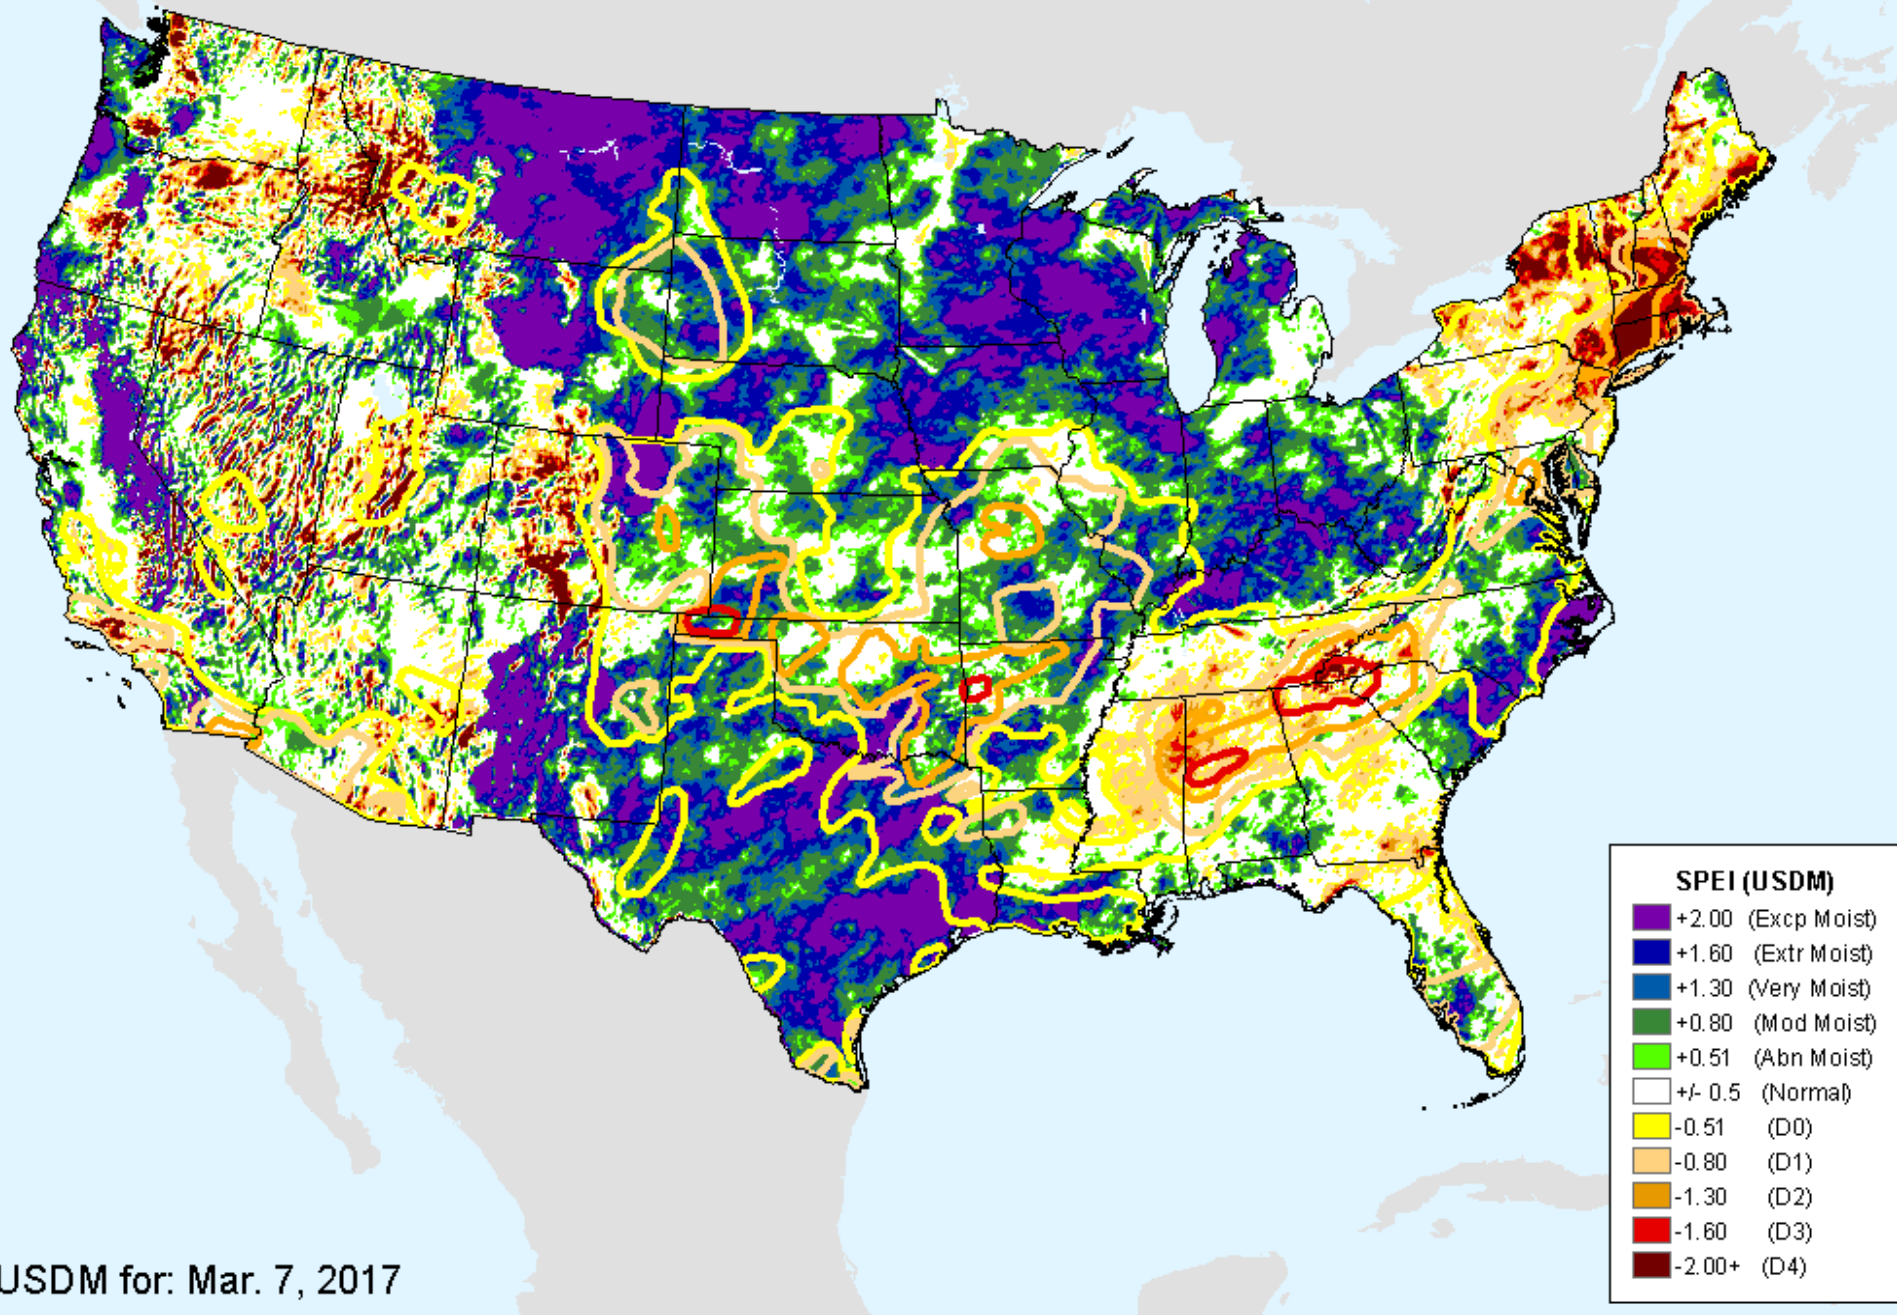 SPEI (USDM)
+2.00 (Excp Moist)
+1.60 (Extr Moist)
+1.30 (Very Moist)
+0.80 (Mod Moist)
+0.51 (Abn Moist)
+/- 0.5 (Normal)
-0.51 (D0)
-0.80 (D1)
-1.30 (D2)
-1.60 (D3)
-2.00+ (D4)
USDM for: Mar. 7, 2017